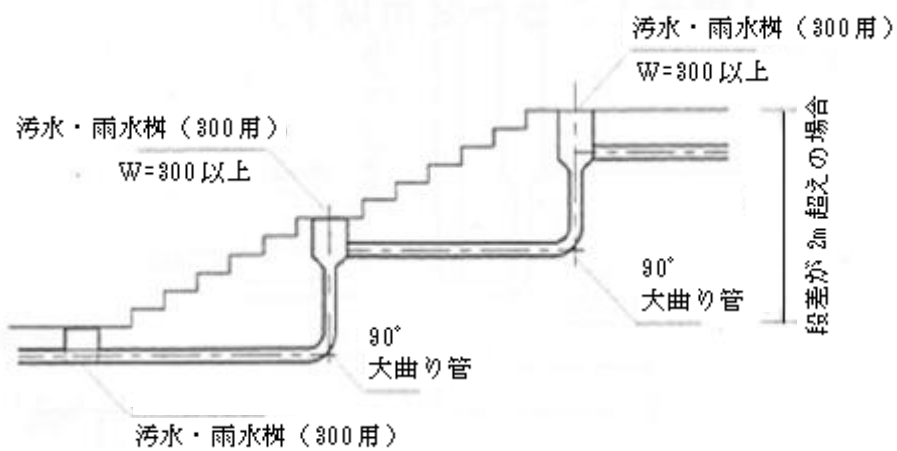 汚水・雨水桝（300用）
W=300以上
汚水・雨水桝（300用）
W=300以上
段差が2m超えの場合
90°
大曲り管
90°
大曲り管
汚水・雨水桝（300用）